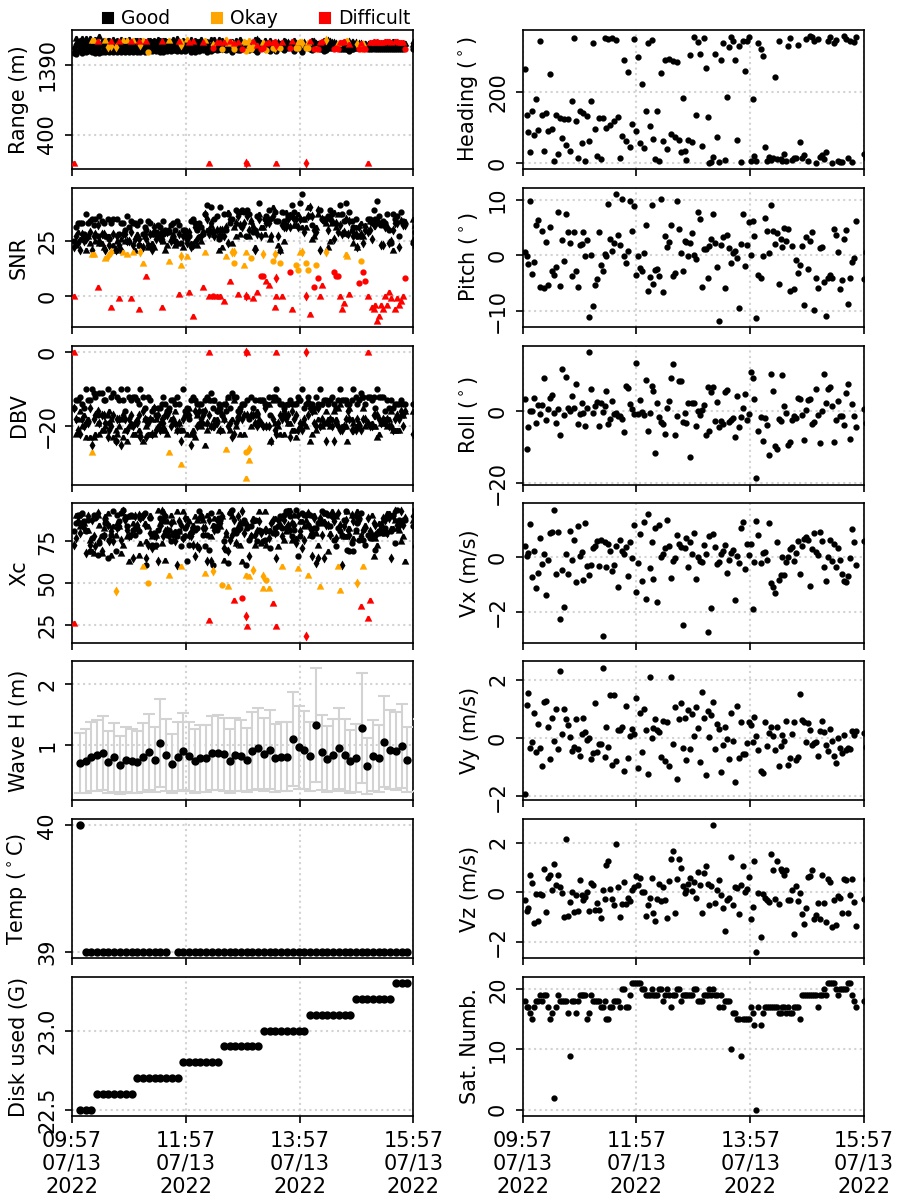 Good Okay Difficult
Range (m)
1390
400
Heading (°)
200
0
SNR
25
0
Pitch (°)
10
0
−10
DBV
0
−20
Roll (°)
0
−20
Xc
75
50
25
Vx (m/s)
0
−2
Wave H (m)
2
1
Vy (m/s)
2
0
−2
Temp (°C)
40
39
Vz (m/s)
2
0
−2
Disk used (G)
23.0
22.5
Sat. Numb.
20
10
0
09:57 11:57 13:57 15:57
07/13 07/13 07/13 07/13
2022 2022 2022 2022
09:57 11:57 13:57 15:57
07/13 07/13 07/13 07/13
2022 2022 2022 2022